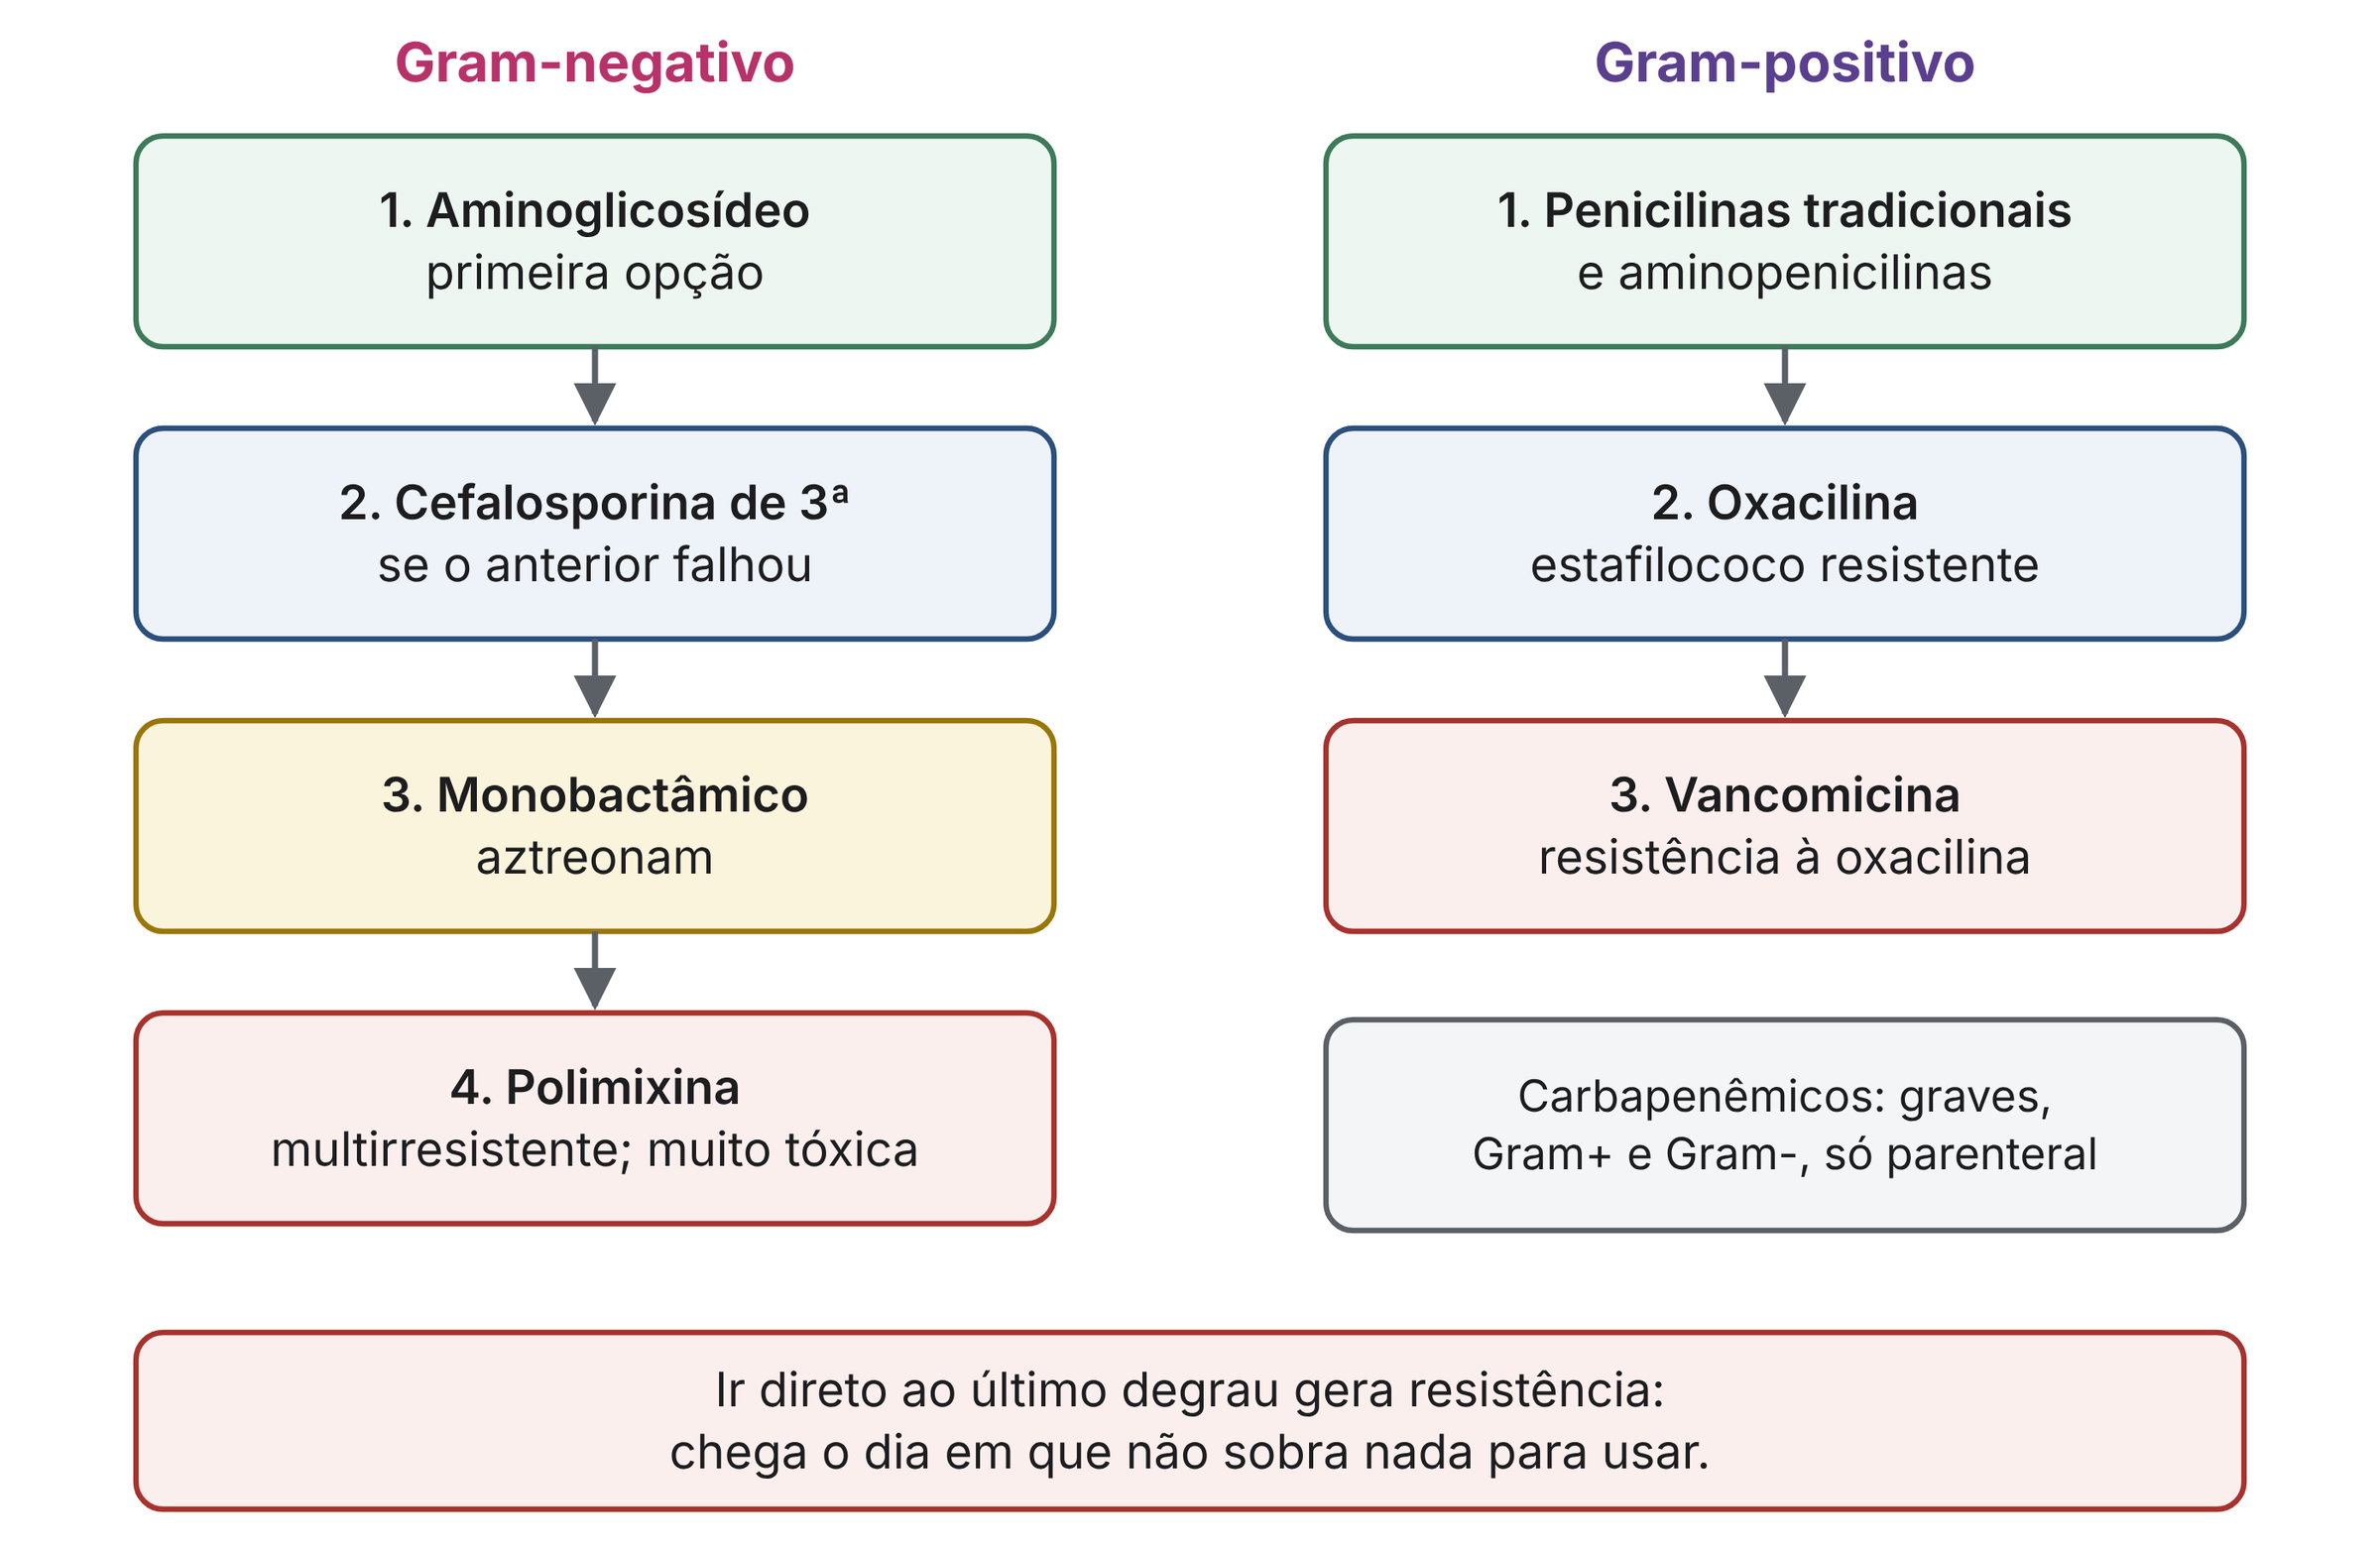 Gram-negativo
1. Aminoglicosídeo
primeira opção
2. Cefalosporina de 3ª
se o anterior falhou
3. Monobactâmico
aztreonam
4. Polimixina
multirresistente; muito tóxica
Gram-positivo
1. Penicilinas tradicionais
e aminopenicilinas
2. Oxacilina
estafilococo resistente
3. Vancomicina
resistência à oxacilina
Carbapenêmicos: graves,
Gram+ e Gram-, só parenteral
Ir direto ao último degrau gera resistência:
chega o dia em que não sobra nada para usar.